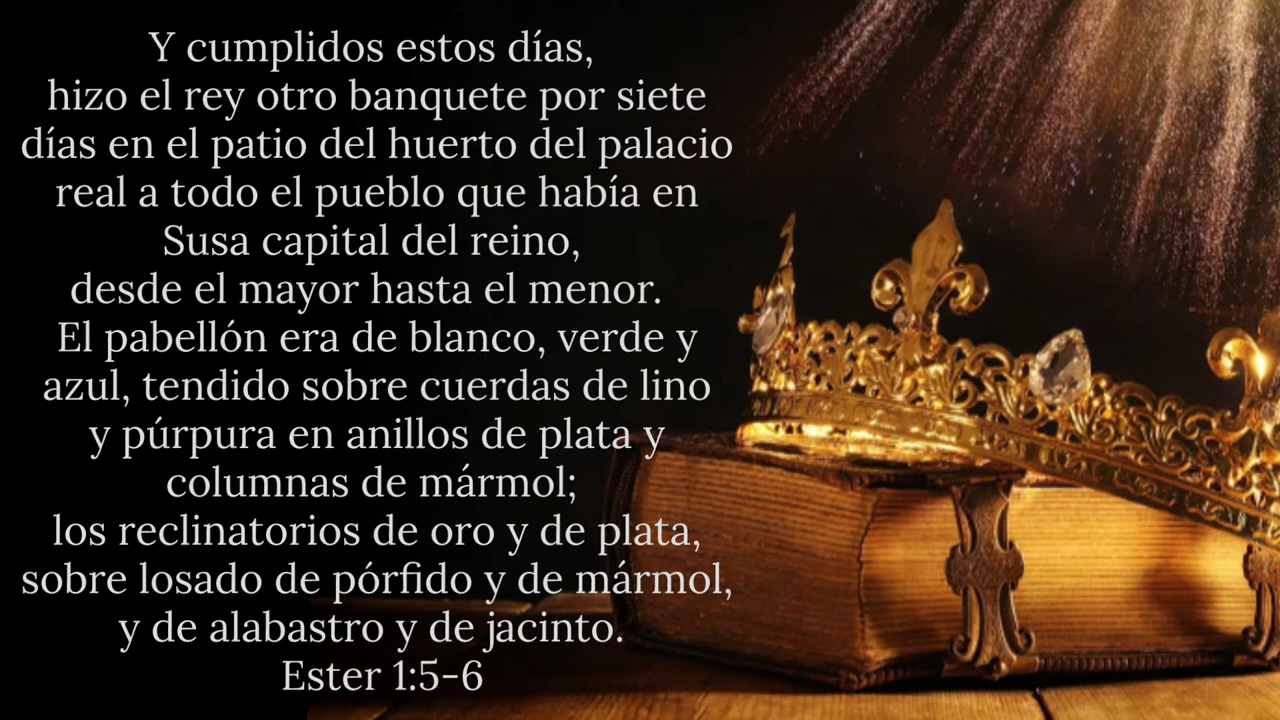 Y cumplidos estos días,
hizo el rey otro banquete por siete
días en el patio del huerto del palacio
real a todo el pueblo que había en
Susa capital del reino,
desde el mayor hasta el menor.
El pabellón era de blanco, verde y
azul, tendido sobre cuerdas de lino
y púrpura en anillos de plata y
columnas de mármol;
los reclinatorios de oro y de plata,
sobre losado de pórfido y de mármol,
y de alabastro y de jacinto.
Ester 1:5-6